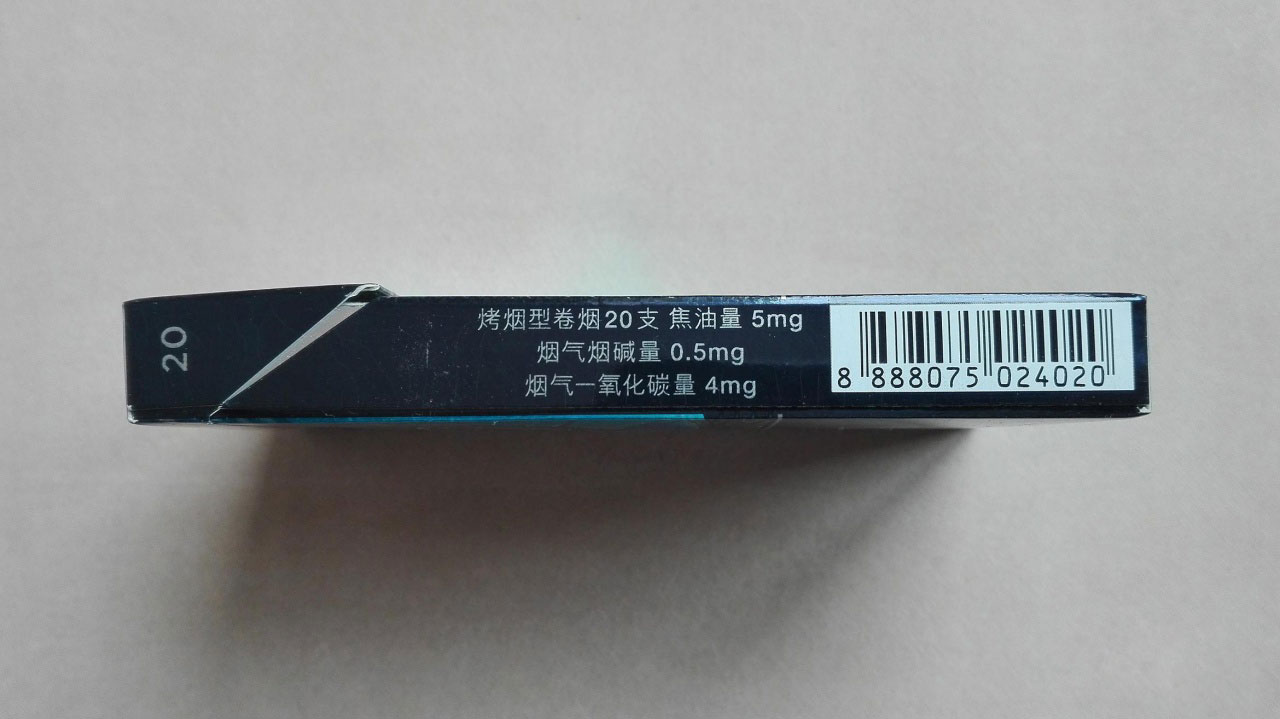 20
烤烟型卷烟20支 焦油量 5mg
烟气烟碱量 0.5mg
烟气一氧化碳量 4mg
8 888075 024020